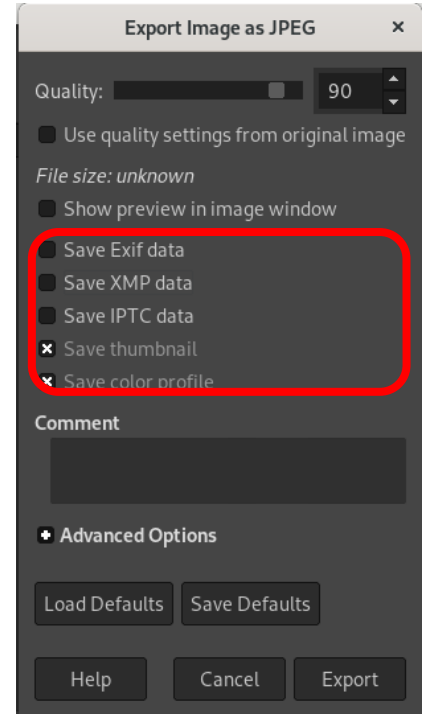 Export Image as JPEG ×
Quality: 90
Use quality settings from original image
File size: unknown
Show preview in image window
Save Exif data
Save XMP data
Save IPTC data
Save thumbnail
Save color profile
Comment
Advanced Options
Load Defaults Save Defaults
Help Cancel Export